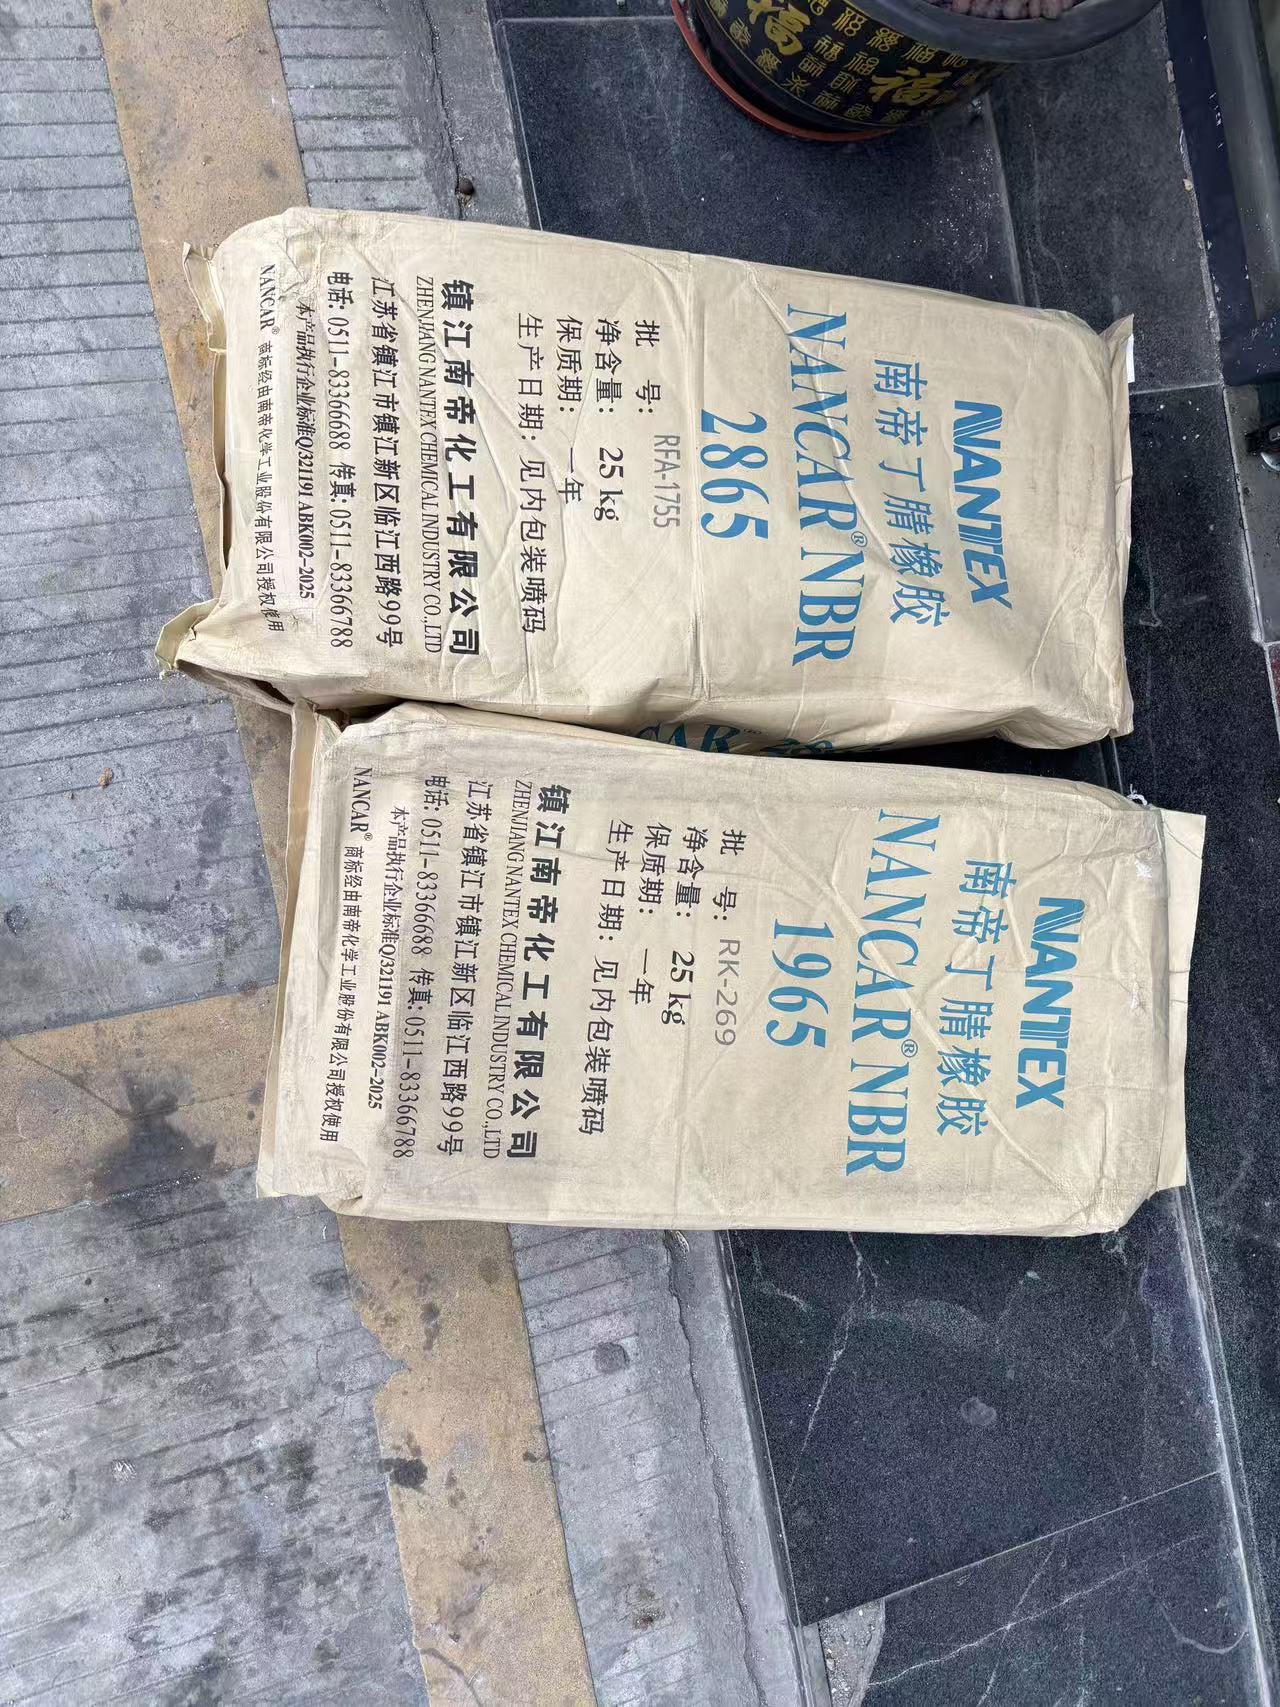 NANTEX
南帝丁腈橡胶
NANCAR® NBR
2865
批 号: RFA-1755
净含量: 25 kg
保质期: 一年
生产日期: 见内包装喷码
镇江南帝化工有限公司
ZHENJIANG NANTEX CHEMICAL INDUSTRY CO.,LTD
江苏省镇江市镇江新区临江西路99号
电话: 0511-83366688 传真: 0511-83366788
本产品执行企业标准Q/321191 ABK002-2025
NANCAR® 商标经由南帝化学工业股份有限公司授权使用
NANTEX
南帝丁腈橡胶
NANCAR® NBR
1965
批 号: RK-269
净含量: 25 kg
保质期: 一年
生产日期: 见内包装喷码
镇江南帝化工有限公司
ZHENJIANG NANTEX CHEMICAL INDUSTRY CO.,LTD
江苏省镇江市镇江新区临江西路99号
电话: 0511-83366688 传真: 0511-83366788
本产品执行企业标准Q/321191 ABK002-2025
NANCAR® 商标经由南帝化学工业股份有限公司授权使用
福
福